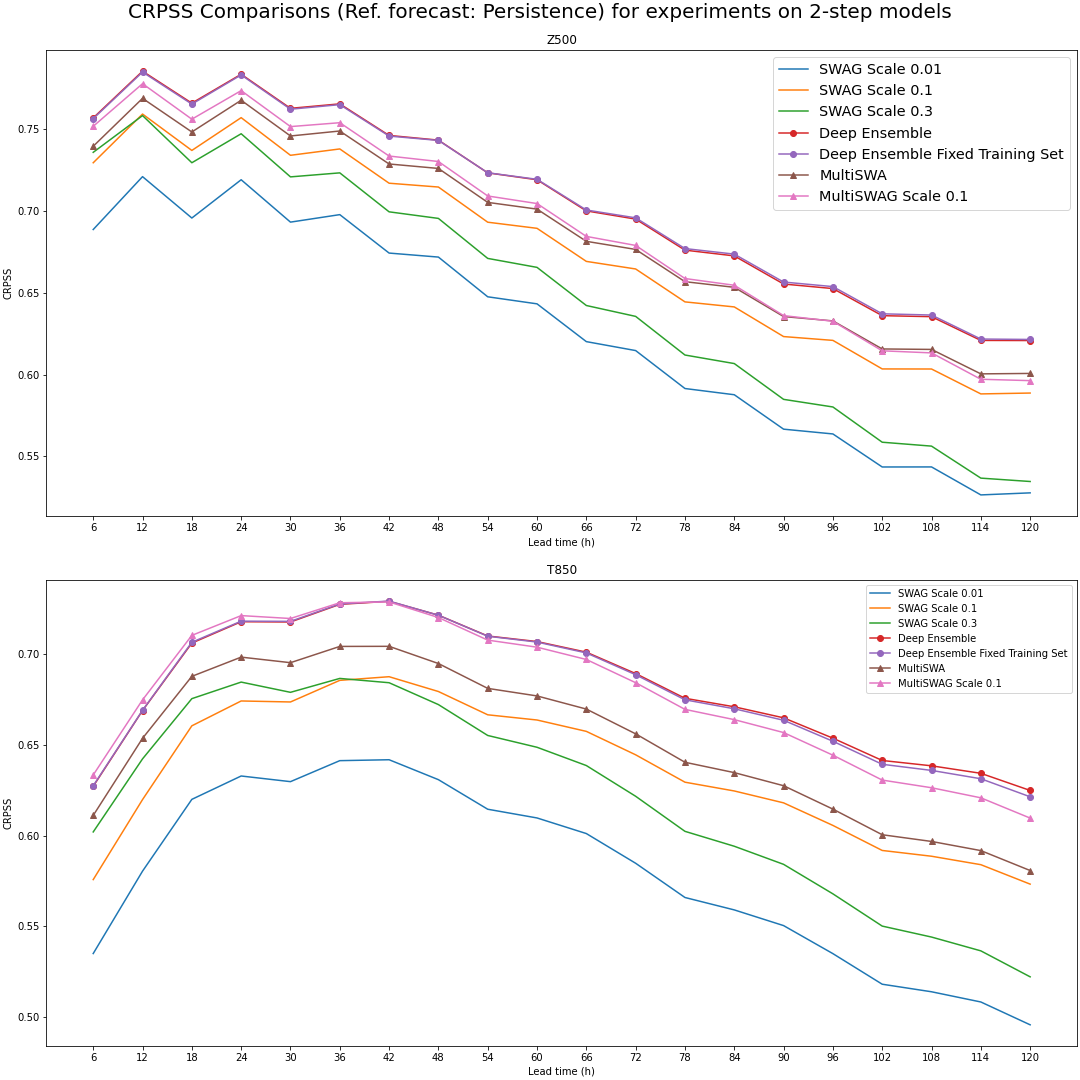 CRPSS Comparisons (Ref. forecast: Persistence) for experiments on 2-step models
Z500
SWAG Scale 0.01
SWAG Scale 0.1
SWAG Scale 0.3
Deep Ensemble
Deep Ensemble Fixed Training Set
MultiSWA
MultiSWAG Scale 0.1
0.75
0.70
0.65
0.60
0.55
CRPSS
6 12 18 24 30 36 42 48 54 60 66 72 78 84 90 96 102 108 114 120
Lead time (h)
T850
SWAG Scale 0.01
SWAG Scale 0.1
SWAG Scale 0.3
Deep Ensemble
Deep Ensemble Fixed Training Set
MultiSWA
MultiSWAG Scale 0.1
0.70
0.65
0.60
0.55
0.50
CRPSS
6 12 18 24 30 36 42 48 54 60 66 72 78 84 90 96 102 108 114 120
Lead time (h)